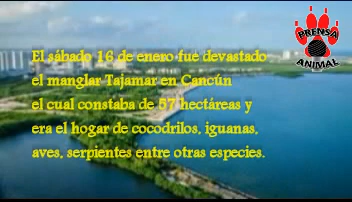 El sábado 16 de enero fue devastado
el manglar Tajamar en Cancún
el cual constaba de 57 hectáreas y
era el hogar de cocodrilos, iguanas,
aves, serpientes entre otras especies.
PRENSA
ANIMAL